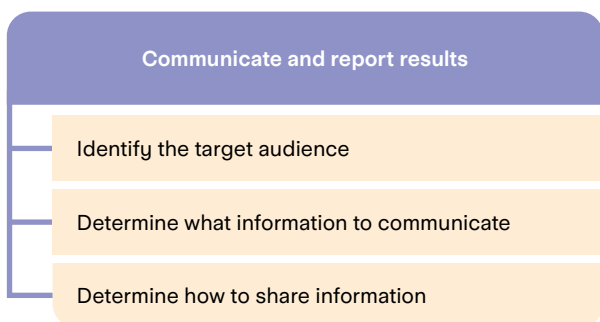 Communicate and report results
Identify the target audience
Determine what information to communicate
Determine how to share information